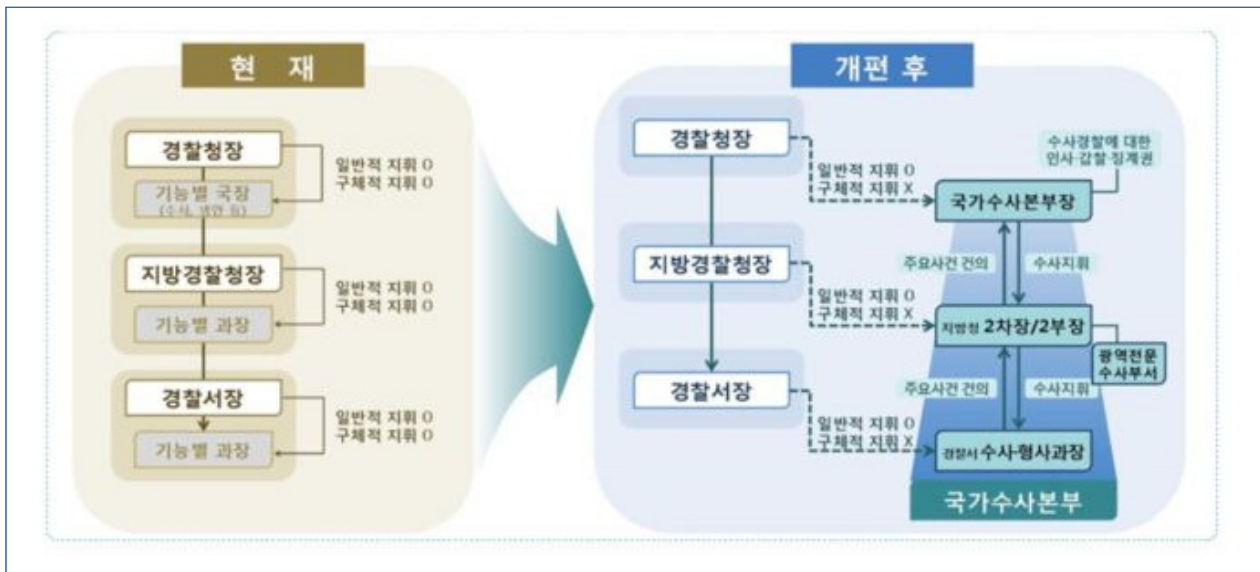 현 재
경찰청장
기능별 국장
(수사, 생안 등)
일반적 지휘 O
구체적 지휘 O
지방경찰청장
기능별 과장
일반적 지휘 O
구체적 지휘 O
경찰서장
기능별 과장
일반적 지휘 O
구체적 지휘 O
개편 후
경찰청장
일반적 지휘 O
구체적 지휘 X
수사경찰에 대한
인사·감찰·징계권
국가수사본부장
지방경찰청장
주요사건 건의
수사지휘
일반적 지휘 O
구체적 지휘 X
지방청 2차장/2부장
광역전문
수사부서
경찰서장
주요사건 건의
수사지휘
일반적 지휘 O
구체적 지휘 X
경찰서 수사·형사과장
국가수사본부